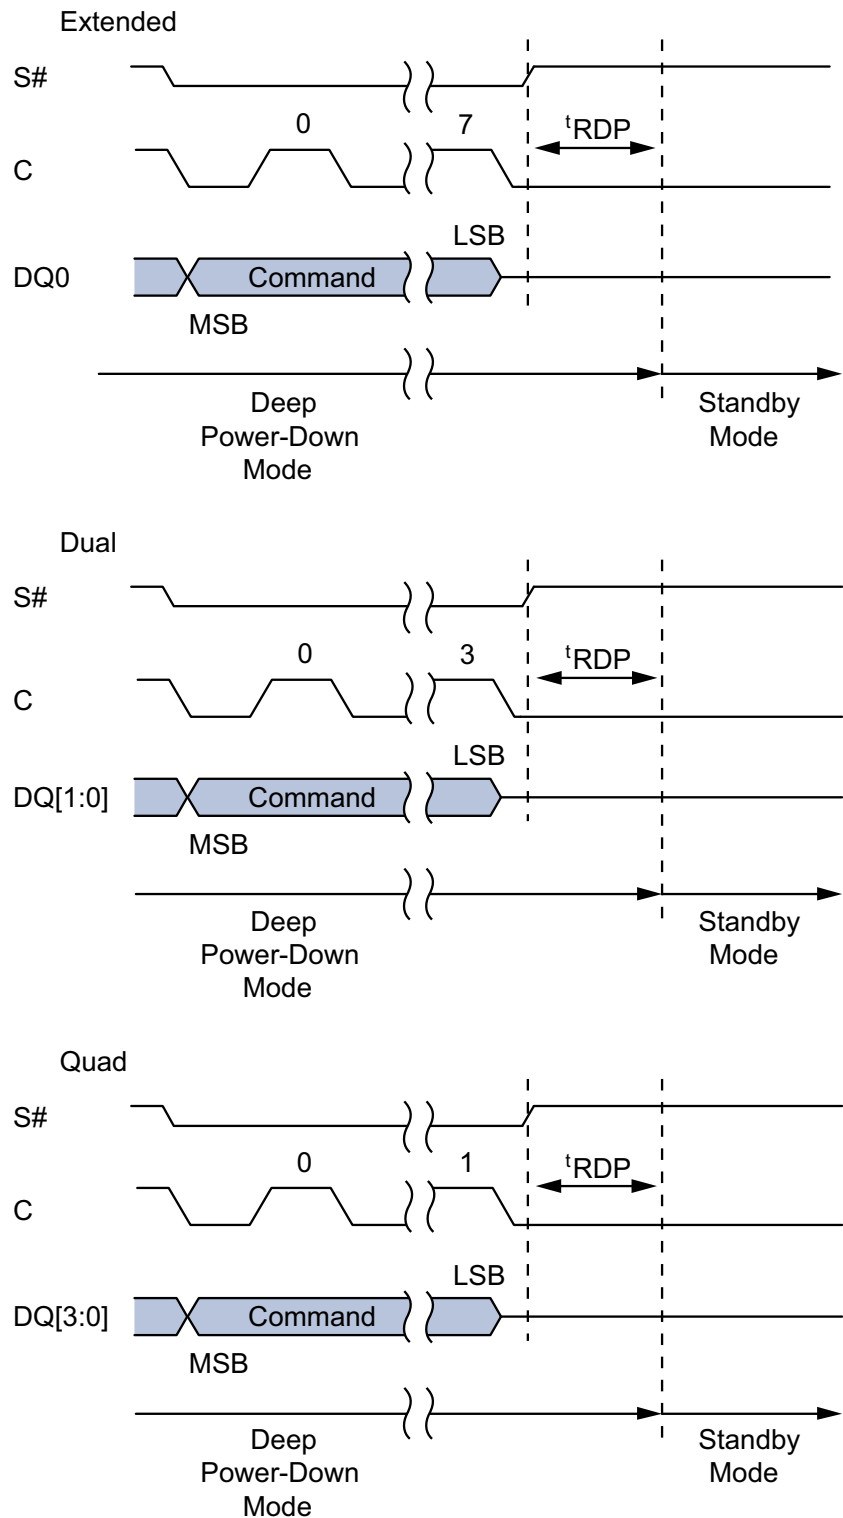 Extended
S#
0 7 tRDP
C
LSB
DQ0 Command
MSB
Deep Standby
Power-Down Mode
Mode
Dual
S#
0 3 tRDP
C
LSB
DQ[1:0] Command
MSB
Deep Standby
Power-Down Mode
Mode
Quad
S#
0 1 tRDP
C
LSB
DQ[3:0] Command
MSB
Deep Standby
Power-Down Mode
Mode